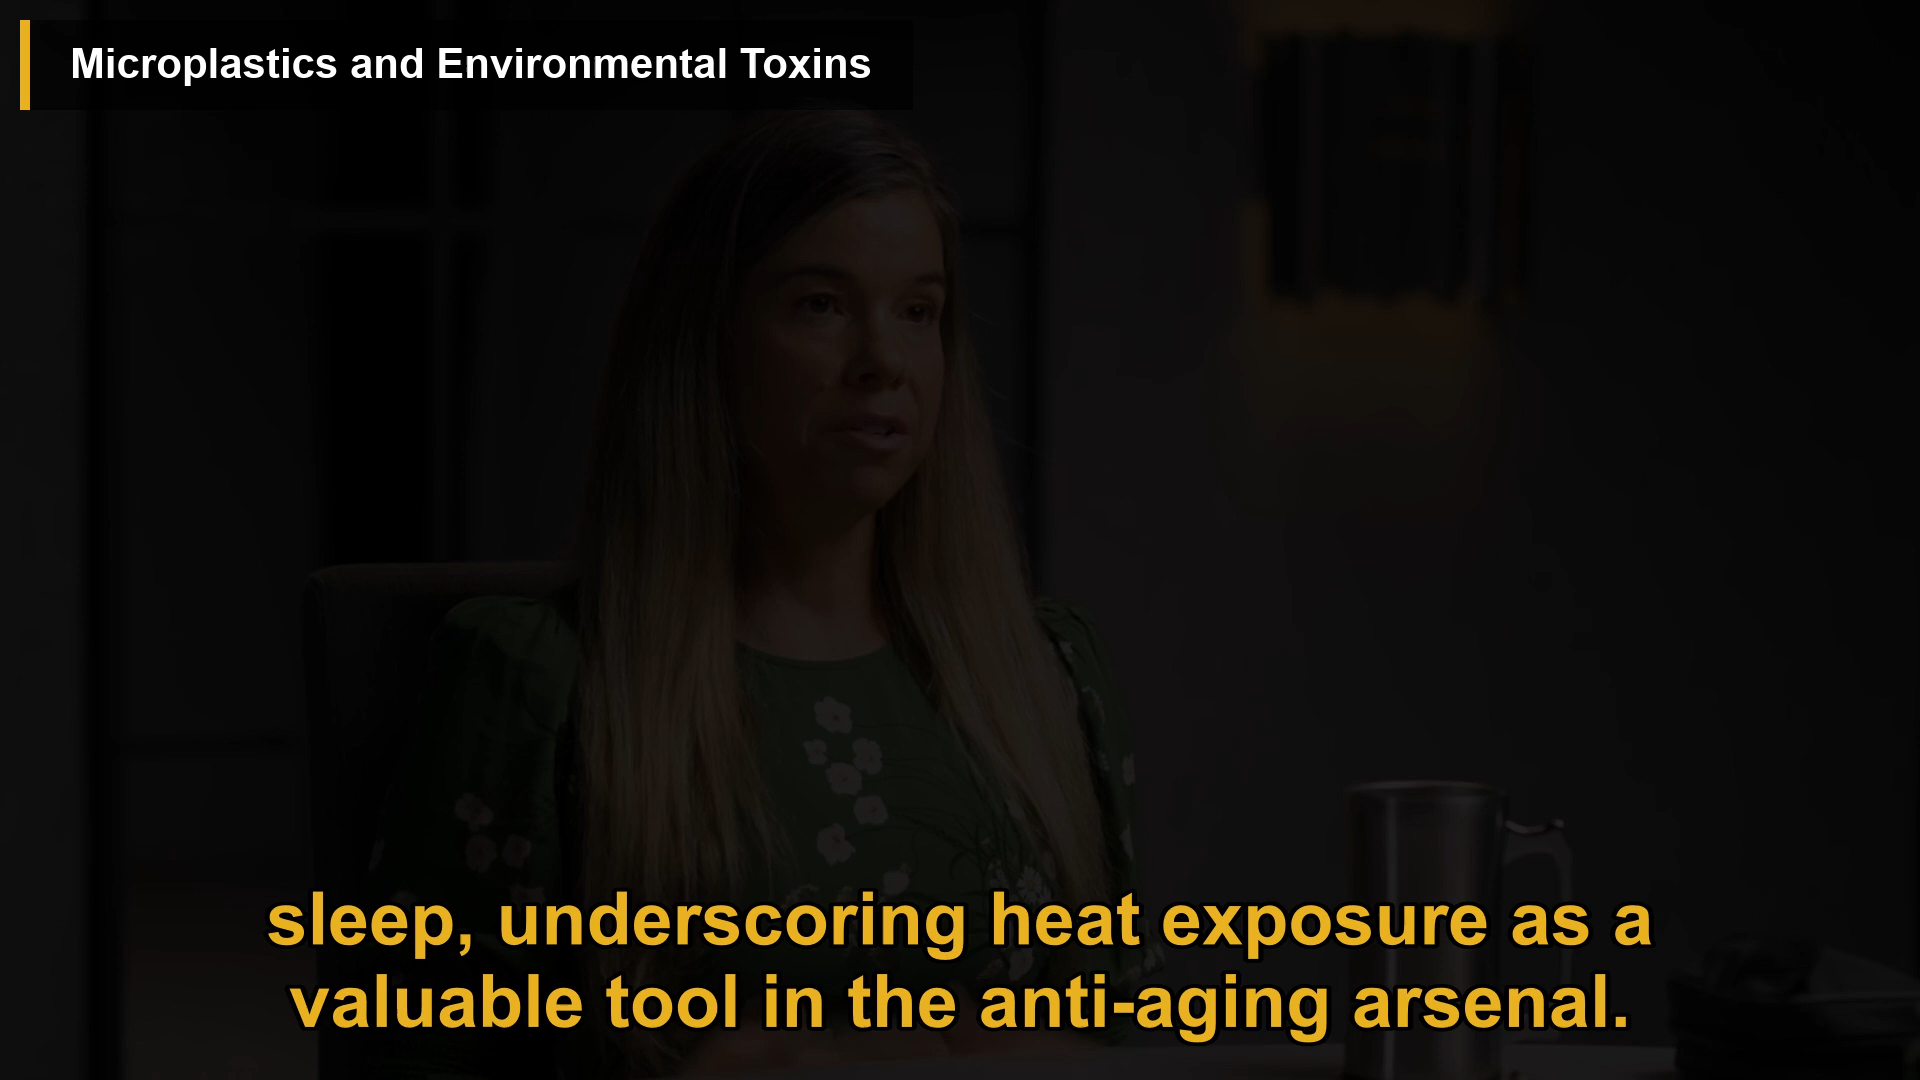 Microplastics and Environmental Toxins
sleep, underscoring heat exposure as a
valuable tool in the anti-aging arsenal.